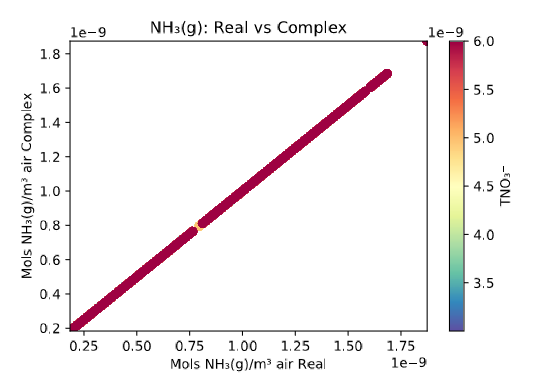 NH₃(g): Real vs Complex
1e−9
1e−9
1.8
1.6
1.4
1.2
1.0
0.8
0.6
0.4
0.2
Mols NH₃(g)/m³ air Complex
0.25 0.50 0.75 1.00 1.25 1.50 1.75
Mols NH₃(g)/m³ air Real
1e−9
6.0
5.0
4.5
4.0
3.5
TNO₃⁻